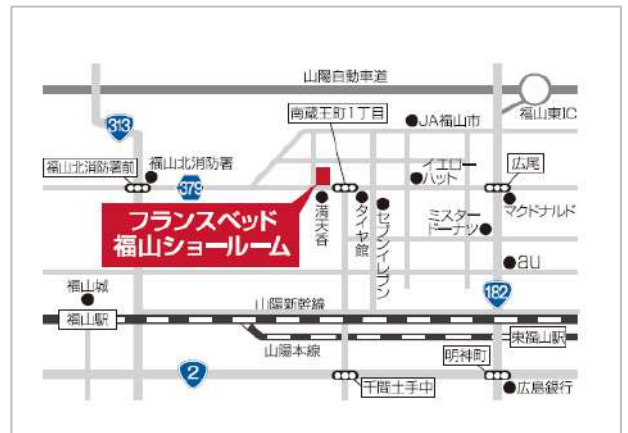 山陽自動車道
313
南蔵王町1丁目
JA福山市
福山東IC
福山北消防署前
福山北消防署
379
イエロー
ハット
広尾
フランスベッド
福山ショールーム
満天香
タイヤ館
セブンイレブン
ミスター
ドーナツ
マクドナルド
au
福山城
182
山陽新幹線
福山駅
山陽本線
東福山駅
明神町
2
千間土手中
広島銀行